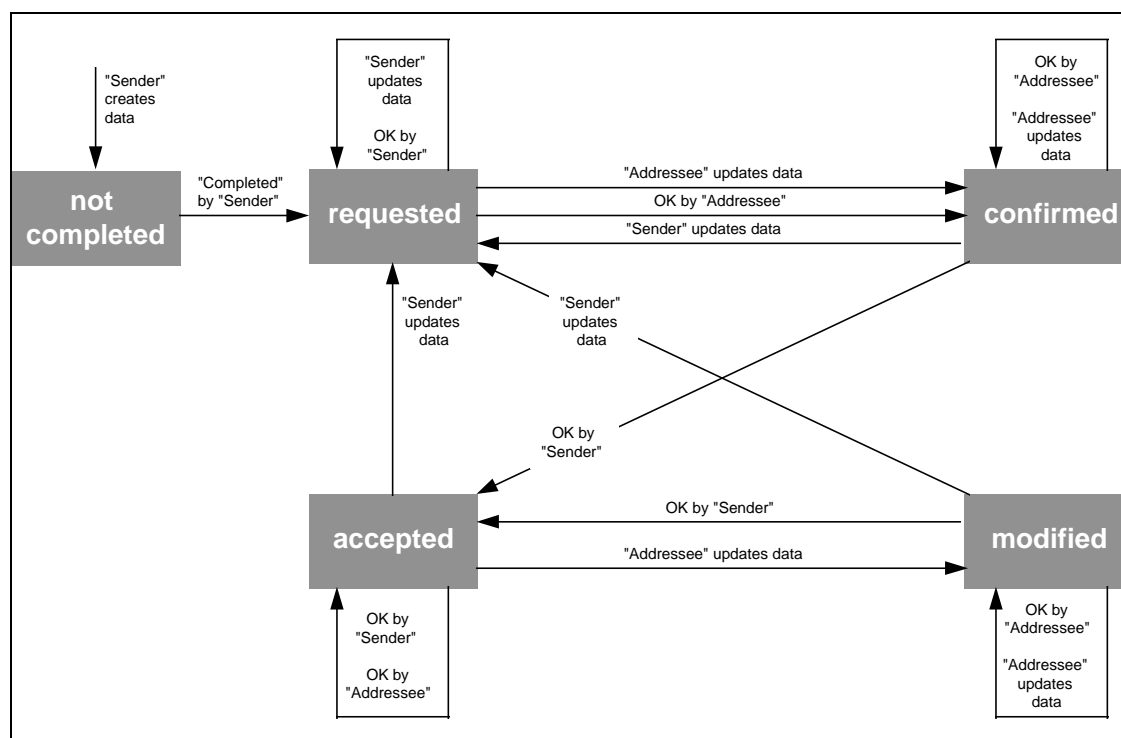 "Sender"
creates
data
"Sender"
updates
data
OK by
"Sender"
OK by
"Addressee"
"Addressee"
updates
data
not
completed
"Completed"
by "Sender"
requested
"Addressee" updates data
OK by "Addressee"
"Sender" updates data
confirmed
"Sender"
updates
data
"Sender"
updates
data
OK by
"Sender"
accepted
OK by "Sender"
"Addressee" updates data
modified
OK by
"Sender"
OK by
"Addressee"
OK by
"Addressee"
"Addressee"
updates
data